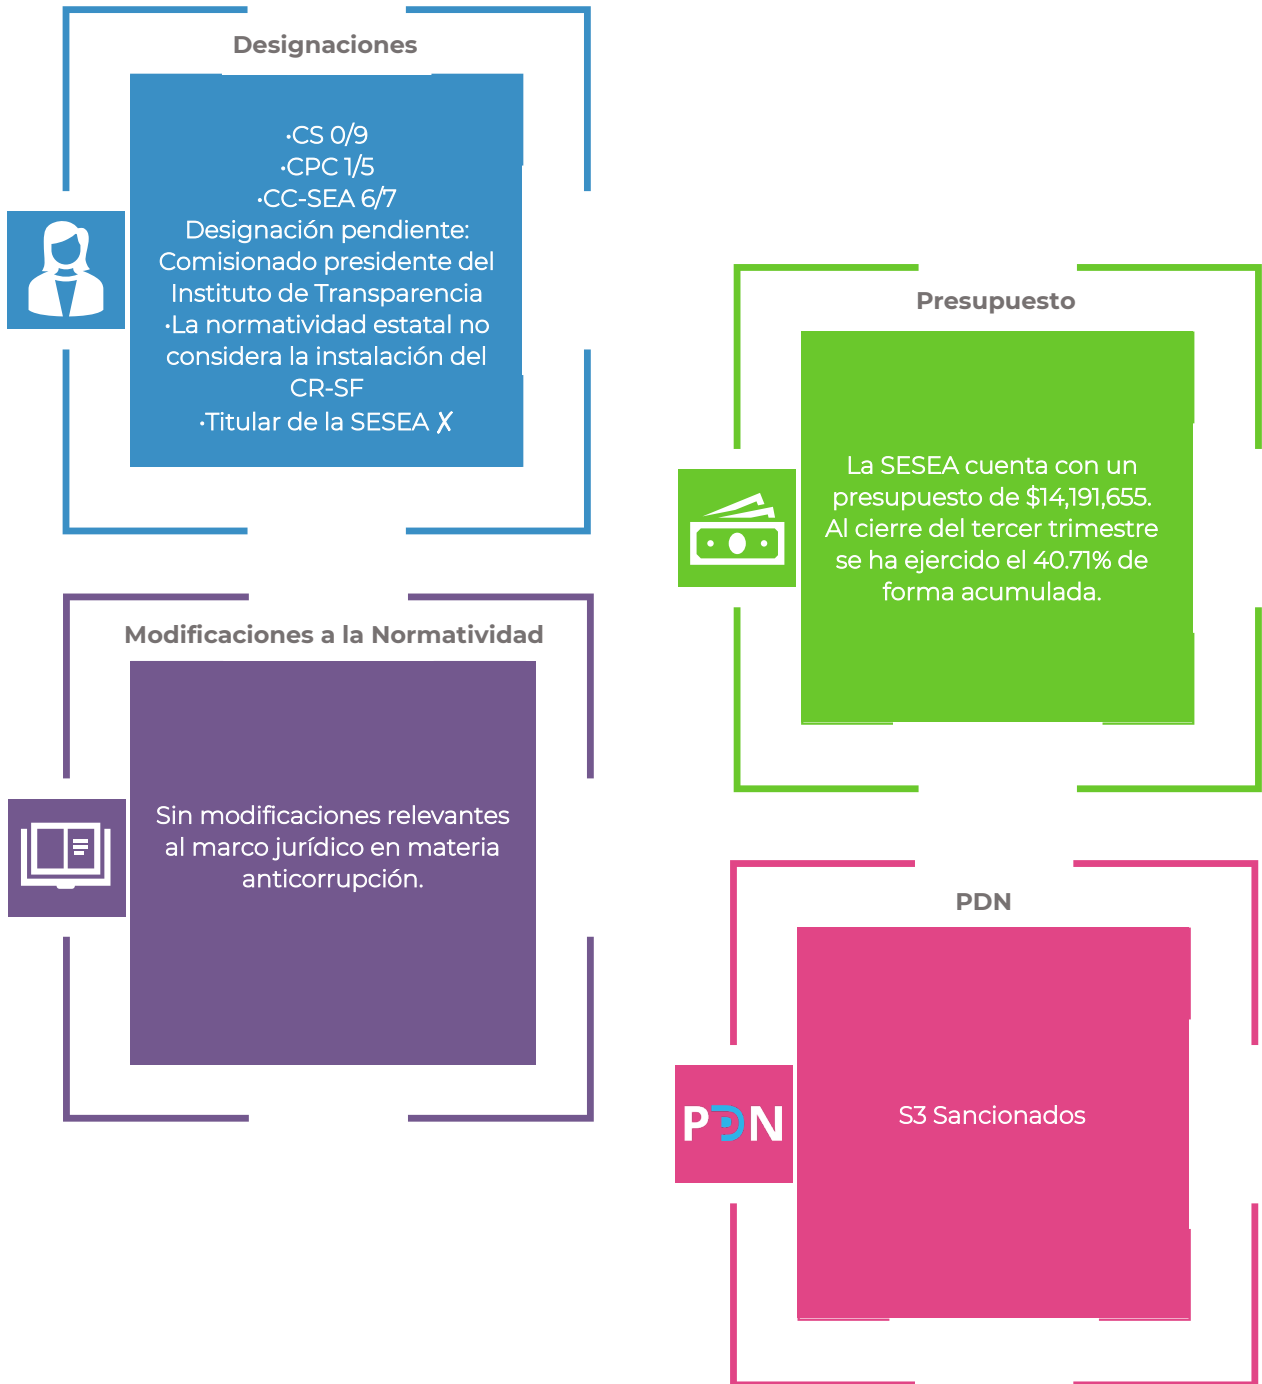 Designaciones
•CS 0/9
•CPC 1/5
•CC-SEA 6/7
Designación pendiente:
Comisionado presidente del
Instituto de Transparencia
•La normatividad estatal no
considera la instalación del
CR-SF
•Titular de la SESEA ✗
Presupuesto
La SESEA cuenta con un
presupuesto de $14,191,655.
Al cierre del tercer trimestre
se ha ejercido el 40.71% de
forma acumulada.
Modificaciones a la Normatividad
Sin modificaciones relevantes
al marco jurídico en materia
anticorrupción.
PDN
PDN
S3 Sancionados